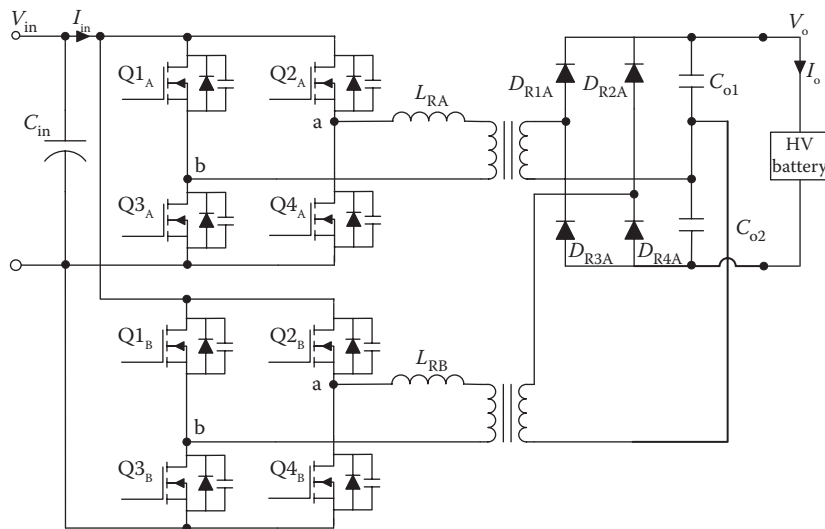 V_in
I_in
C_in
Q1_A
Q2_A
a
b
Q3_A
Q4_A
L_RA
D_R1A
D_R2A
D_R3A
D_R4A
C_o1
C_o2
V_o
I_o
HV
battery
Q1_B
Q2_B
a
b
Q3_B
Q4_B
L_RB